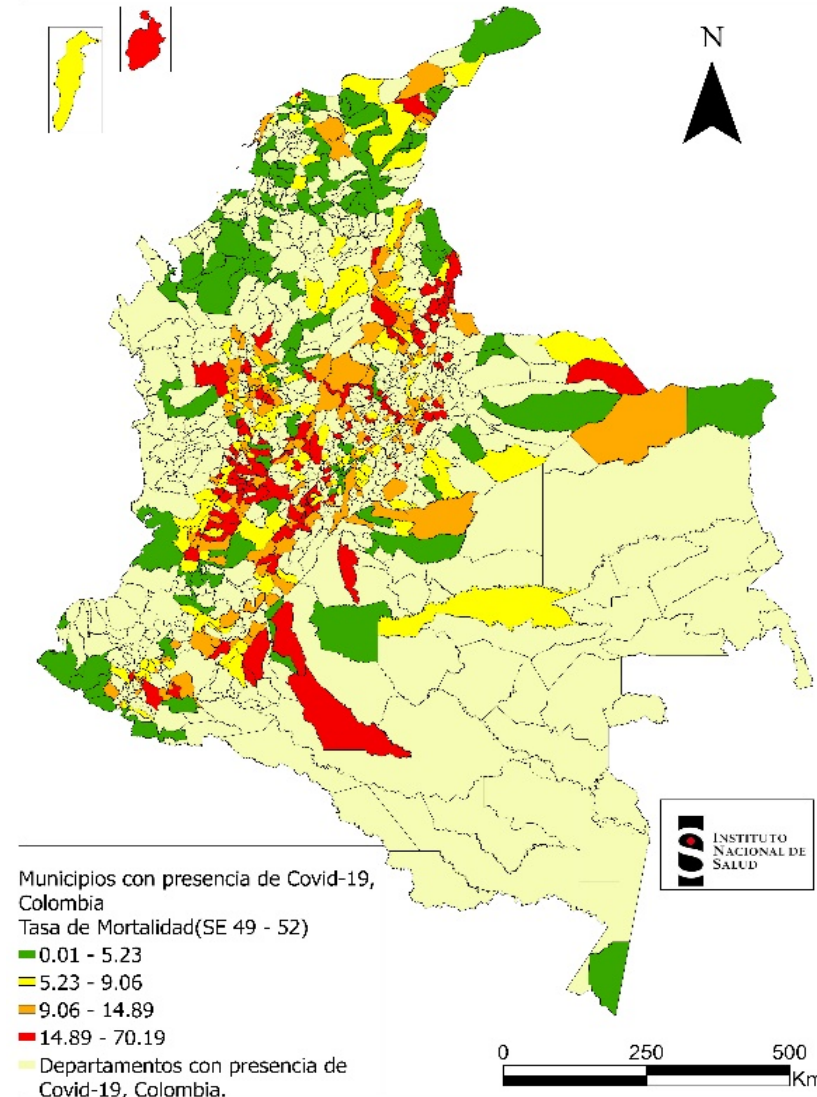 N
INSTITUTO
NACIONAL DE
SALUD
Municipios con presencia de Covid-19,
Colombia
Tasa de Mortalidad(SE 49 - 52)
0.01 - 5.23
5.23 - 9.06
9.06 - 14.89
14.89 - 70.19
Departamentos con presencia de
Covid-19, Colombia.
0 250 500
Km